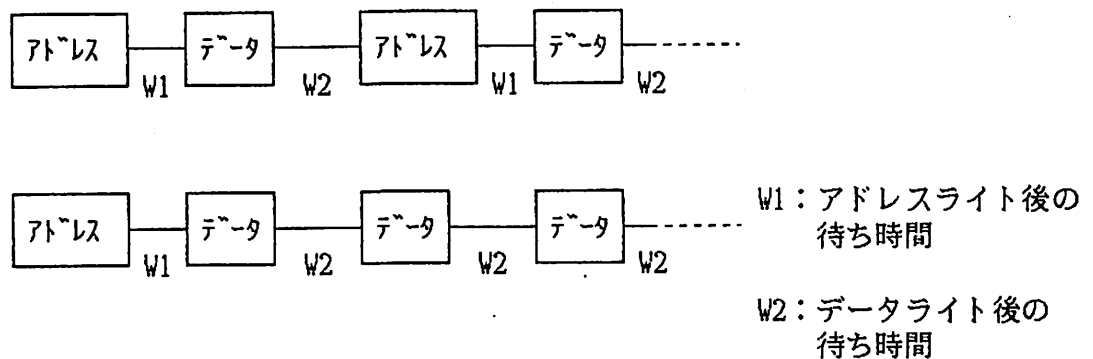 アドレス データ アドレス データ
W1 W2 W1 W2
アドレス データ データ データ
W1 W2 W2 W2
W1：アドレスライト後の
待ち時間
W2：データライト後の
待ち時間